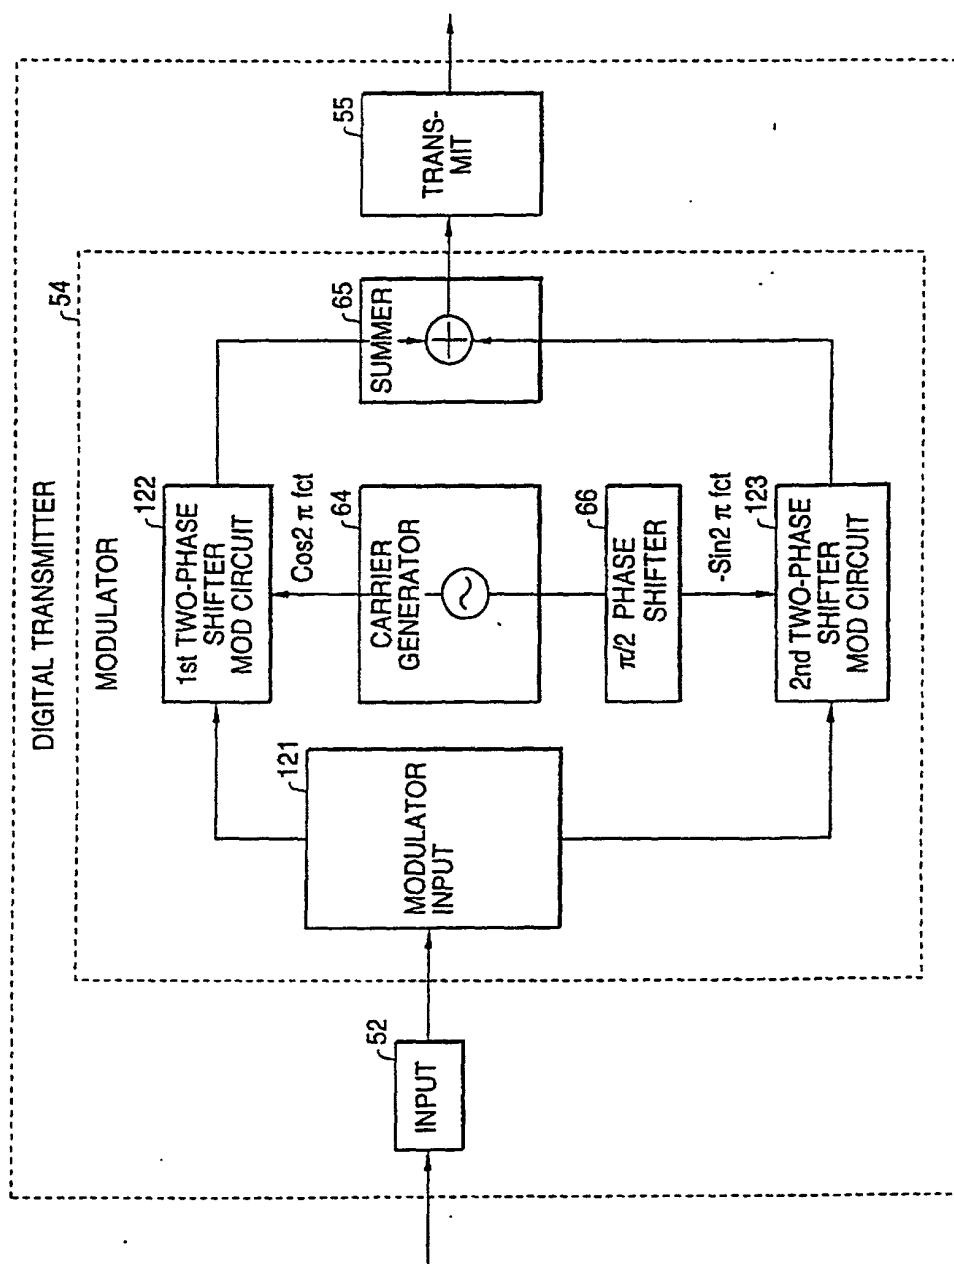 DIGITAL TRANSMITTER
54
MODULATOR
52
INPUT
121
MODULATOR
INPUT
122
1st TWO-PHASE
SHIFTER
MOD CIRCUIT
Cos2 π fct
64
CARRIER
GENERATOR
66
π/2 PHASE
SHIFTER
-Sin2 π fct
123
2nd TWO-PHASE
SHIFTER
MOD CIRCUIT
65
SUMMER
55
TRANS-
MIT